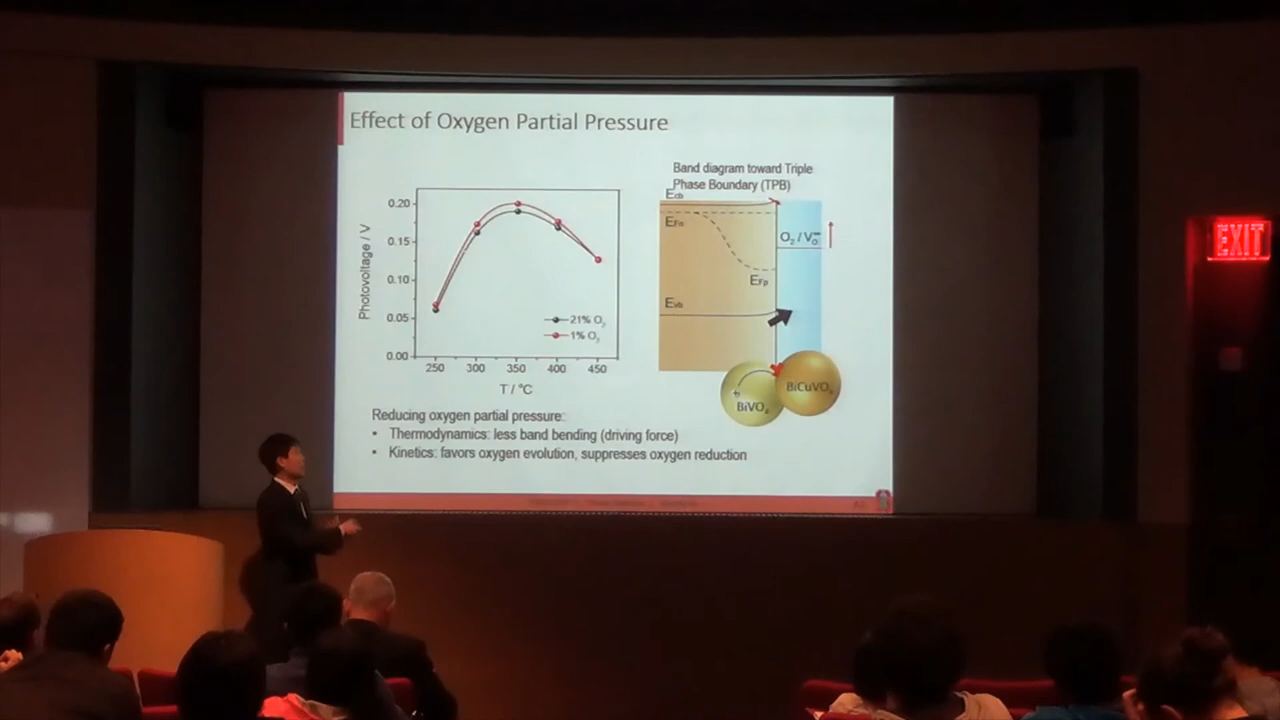 Effect of Oxygen Partial Pressure
Band diagram toward Triple
Phase Boundary (TPB)
Photovoltage / V
0.20
0.15
0.10
0.05
0.00
21% O₂
1% O₂
250 300 350 400 450
T / °C
Ecb
EFn
O₂ / V
EFp
Evb
BiVO₄
BiCuVOₓ
Reducing oxygen partial pressure:
• Thermodynamics: less band bending (driving force)
• Kinetics: favors oxygen evolution, suppresses oxygen reduction
EXIT